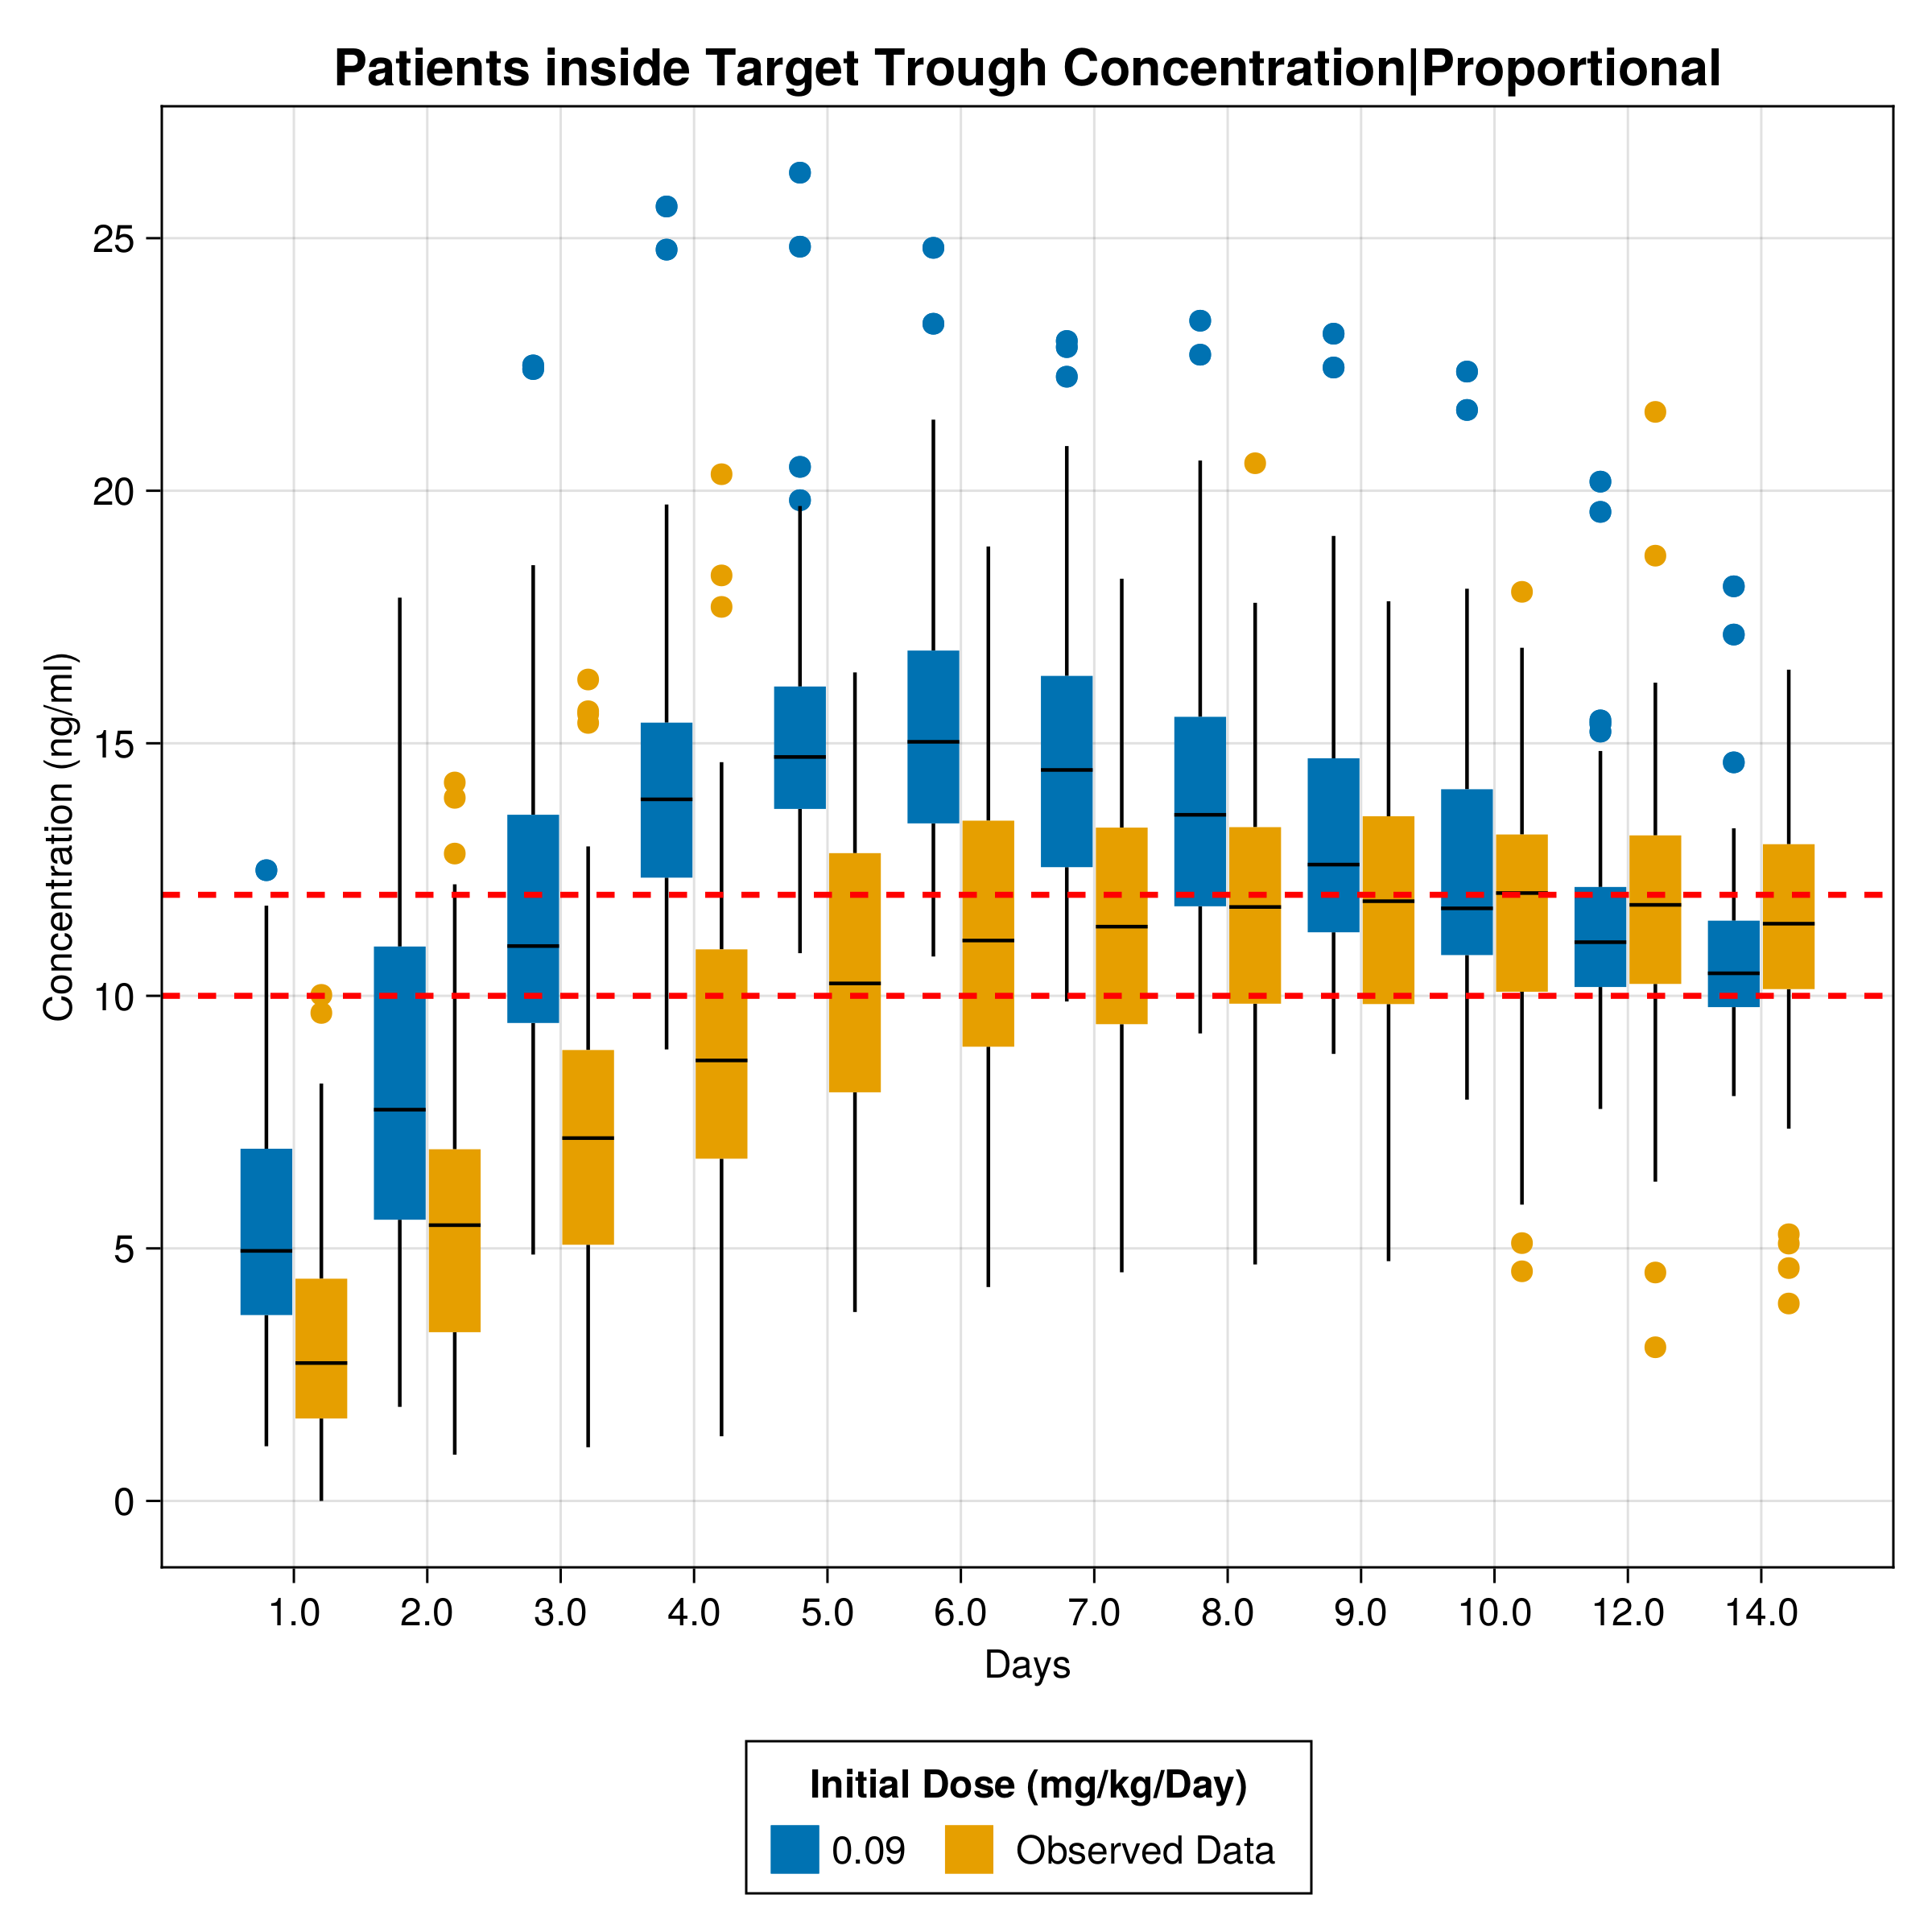 Patients inside Target Trough Concentration|Proportional
Concentration (ng/ml)
25
20
15
10
5
0
1.0 2.0 3.0 4.0 5.0 6.0 7.0 8.0 9.0 10.0 12.0 14.0
Days
Initial Dose (mg/kg/Day)
0.09 Observed Data